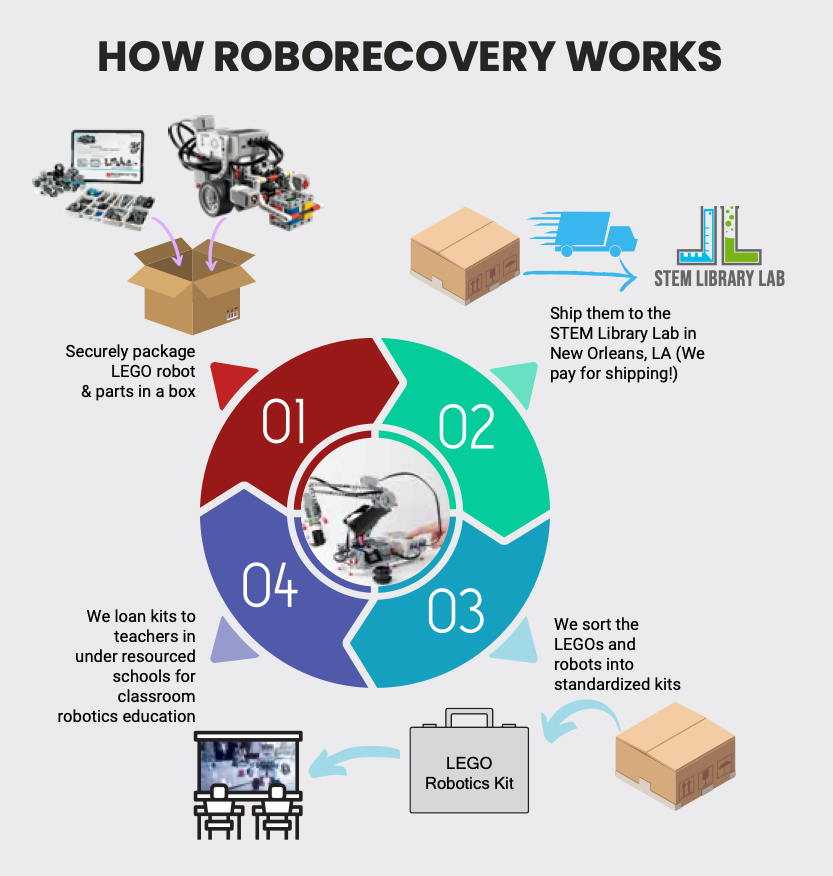 HOW ROBORECOVERY WORKS
STEM LIBRARY LAB
Securely package
LEGO robot
& parts in a box
Ship them to the
STEM Library Lab in
New Orleans, LA (We
pay for shipping!)
01
02
04
03
We loan kits to
teachers in
under resourced
schools for
classroom
robotics education
We sort the
LEGOs and
robots into
standardized kits
LEGO
Robotics Kit